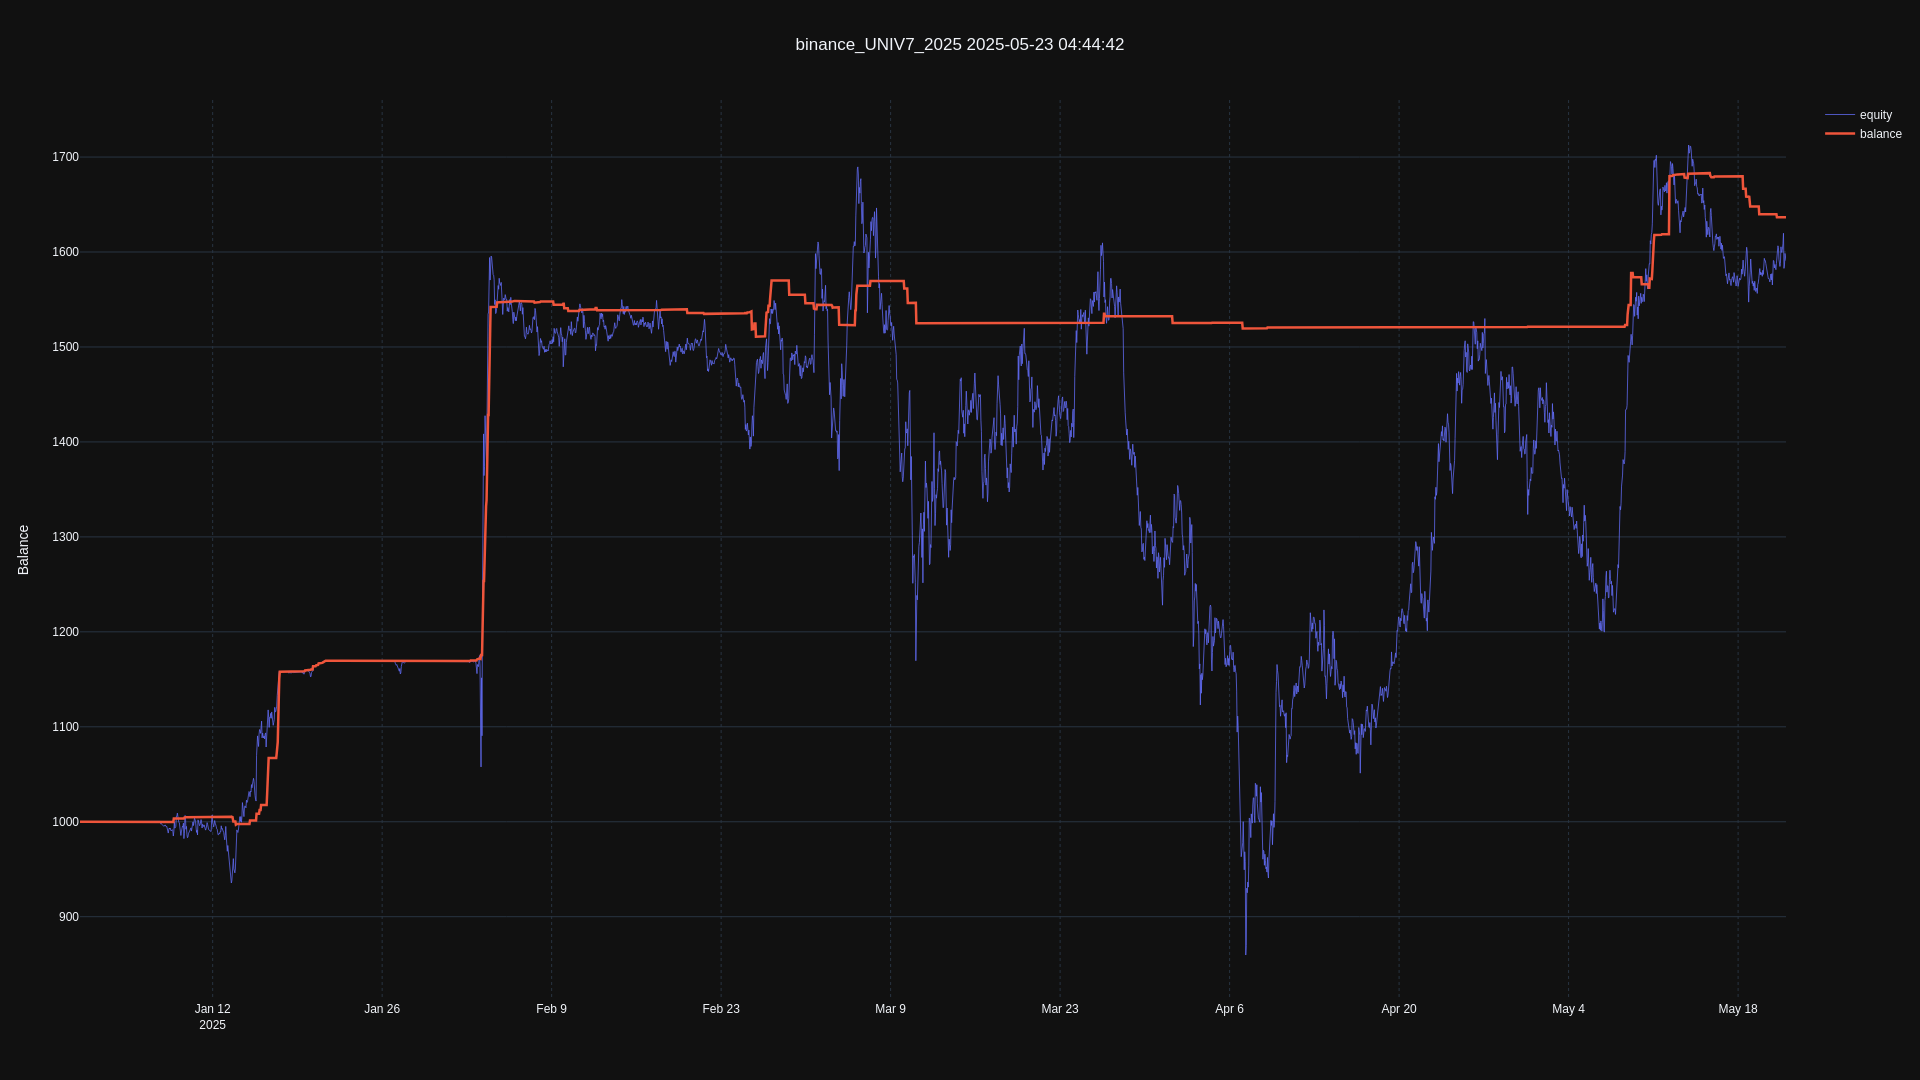 binance_UNIV7_2025 2025-05-23 04:44:42
equity
balance
Balance
1700
1600
1500
1400
1300
1200
1100
1000
900
Jan 12
2025
Jan 26
Feb 9
Feb 23
Mar 9
Mar 23
Apr 6
Apr 20
May 4
May 18